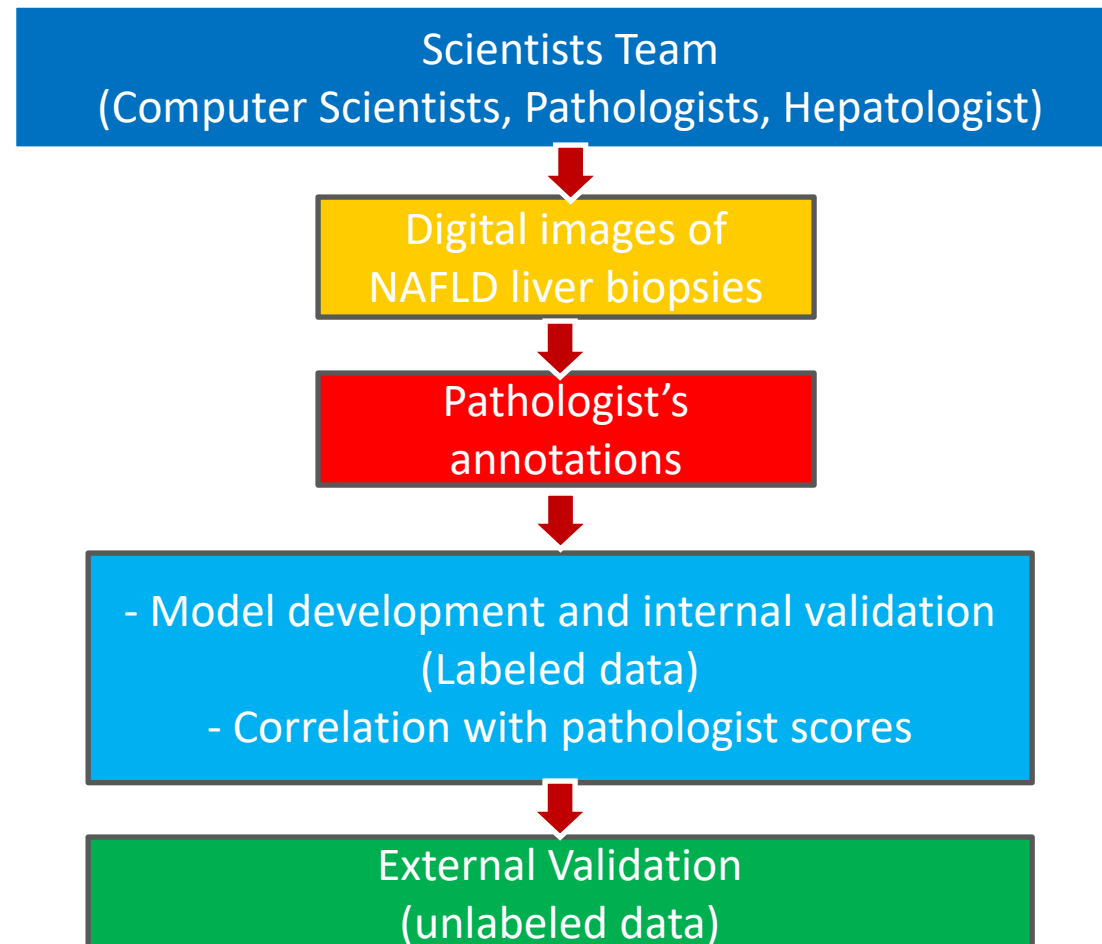 Scientists Team
(Computer Scientists, Pathologists, Hepatologist)
Digital images of
NAFLD liver biopsies
Pathologist’s
annotations
- Model development and internal validation
(Labeled data)
- Correlation with pathologist scores
External Validation
(unlabeled data)